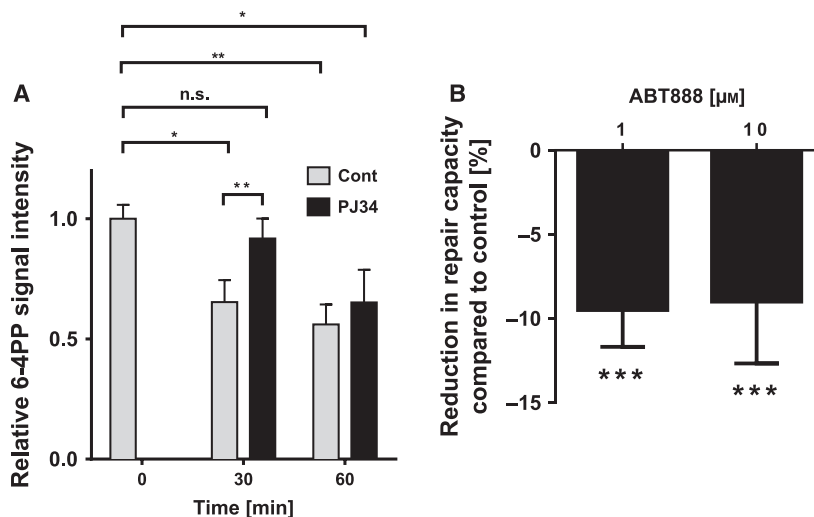 A
*
**
n.s.
*
**
Cont
PJ34
Relative 6-4PP signal intensity
1.0
0.5
0.0
0
30
60
Time [min]
B
ABT888 [μM]
1
10
Reduction in repair capacity
compared to control [%]
0
–5
–10
–15
***
***